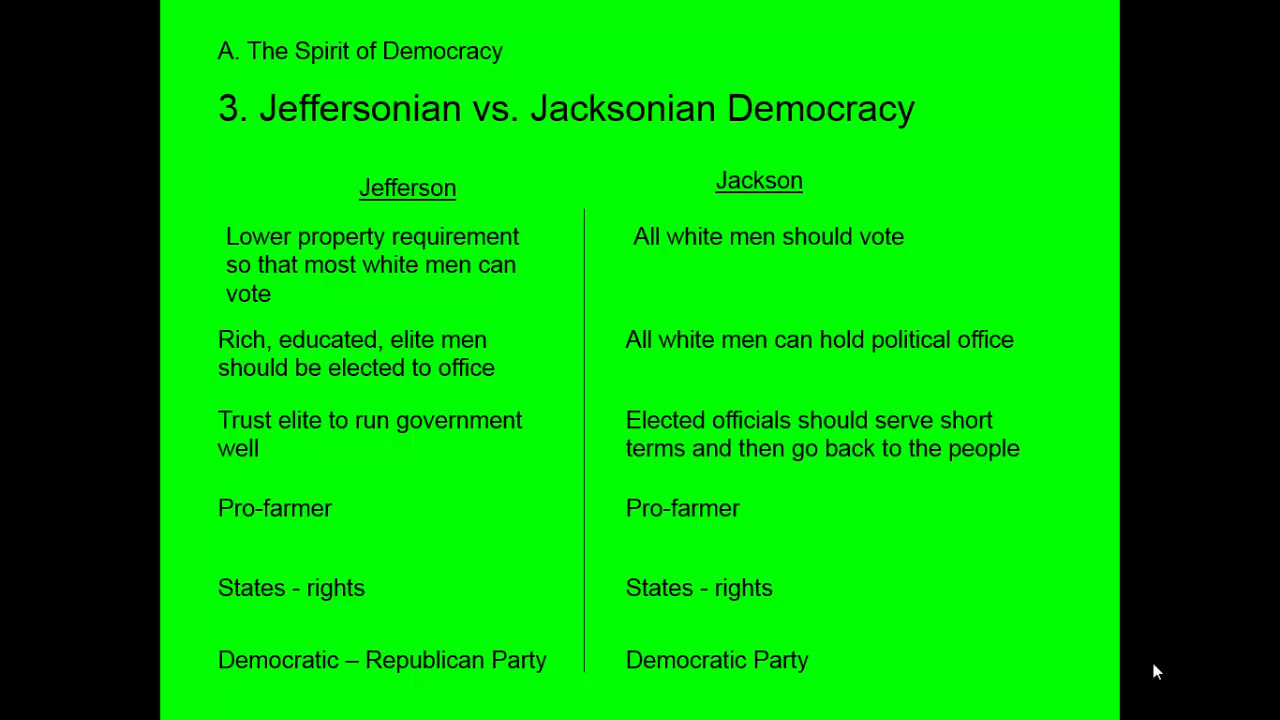 A. The Spirit of Democracy
3. Jeffersonian vs. Jacksonian Democracy
Jefferson
Lower property requirement
so that most white men can
vote
Rich, educated, elite men
should be elected to office
Trust elite to run government
well
Pro-farmer
States - rights
Democratic – Republican Party
Jackson
All white men should vote
All white men can hold political office
Elected officials should serve short
terms and then go back to the people
Pro-farmer
States - rights
Democratic Party